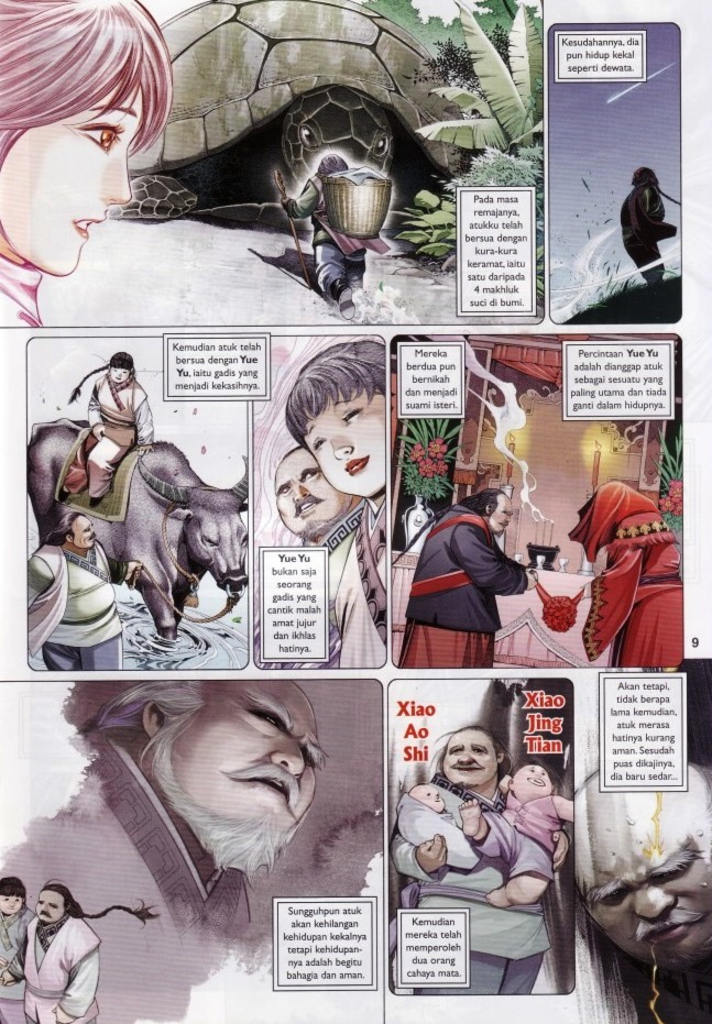 Pada masa
remajanya,
atukku telah
bersua dengan
kura-kura
keramat, iaitu
satu daripada
4 makhluk
suci di bumi.
Kesudahannya, dia
pun hidup kekal
seperti dewata.
Kemudian atuk telah
bersua dengan Yue
Yu, iaitu gadis yang
menjadi kekasihnya.
Yue Yu
bukan saja
seorang
gadis yang
cantik malah
amat jujur
dan ikhlas
hatinya.
Mereka
berdua pun
bernikah dan
menjadi
suami isteri.
Percintaan Yue Yu
adalah dianggap atuk
sebagai sesuatu yang
paling utama dan tiada
ganti dalam hidupnya.
9
Sungguhpun atuk
akan kehilangan
kehidupan kekalnya
tetapi kehidupan-
nya adalah begitu
bahagia dan aman.
Xiao
Ao
Shi
Xiao
Jing
Tian
Kemudian
mereka telah
memperoleh
dua orang
cahaya mata.
Akan tetapi,
tidak berapa
lama kemudian,
atuk merasa
hatinya kurang
aman. Sesudah
puas dikajinya,
dia baru sedar...